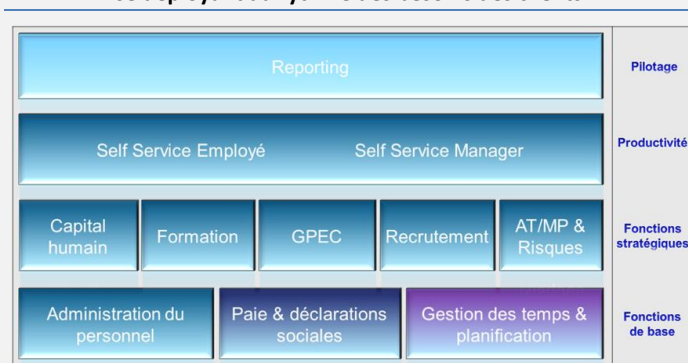 Reporting
Pilotage
Self Service Employé
Self Service Manager
Productivité
Capital
humain
Formation
GPEC
Recrutement
AT/MP &
Risques
Fonctions
stratégiques
Administration du
personnel
Paie & déclarations
sociales
Gestion des temps &
planification
Fonctions
de base